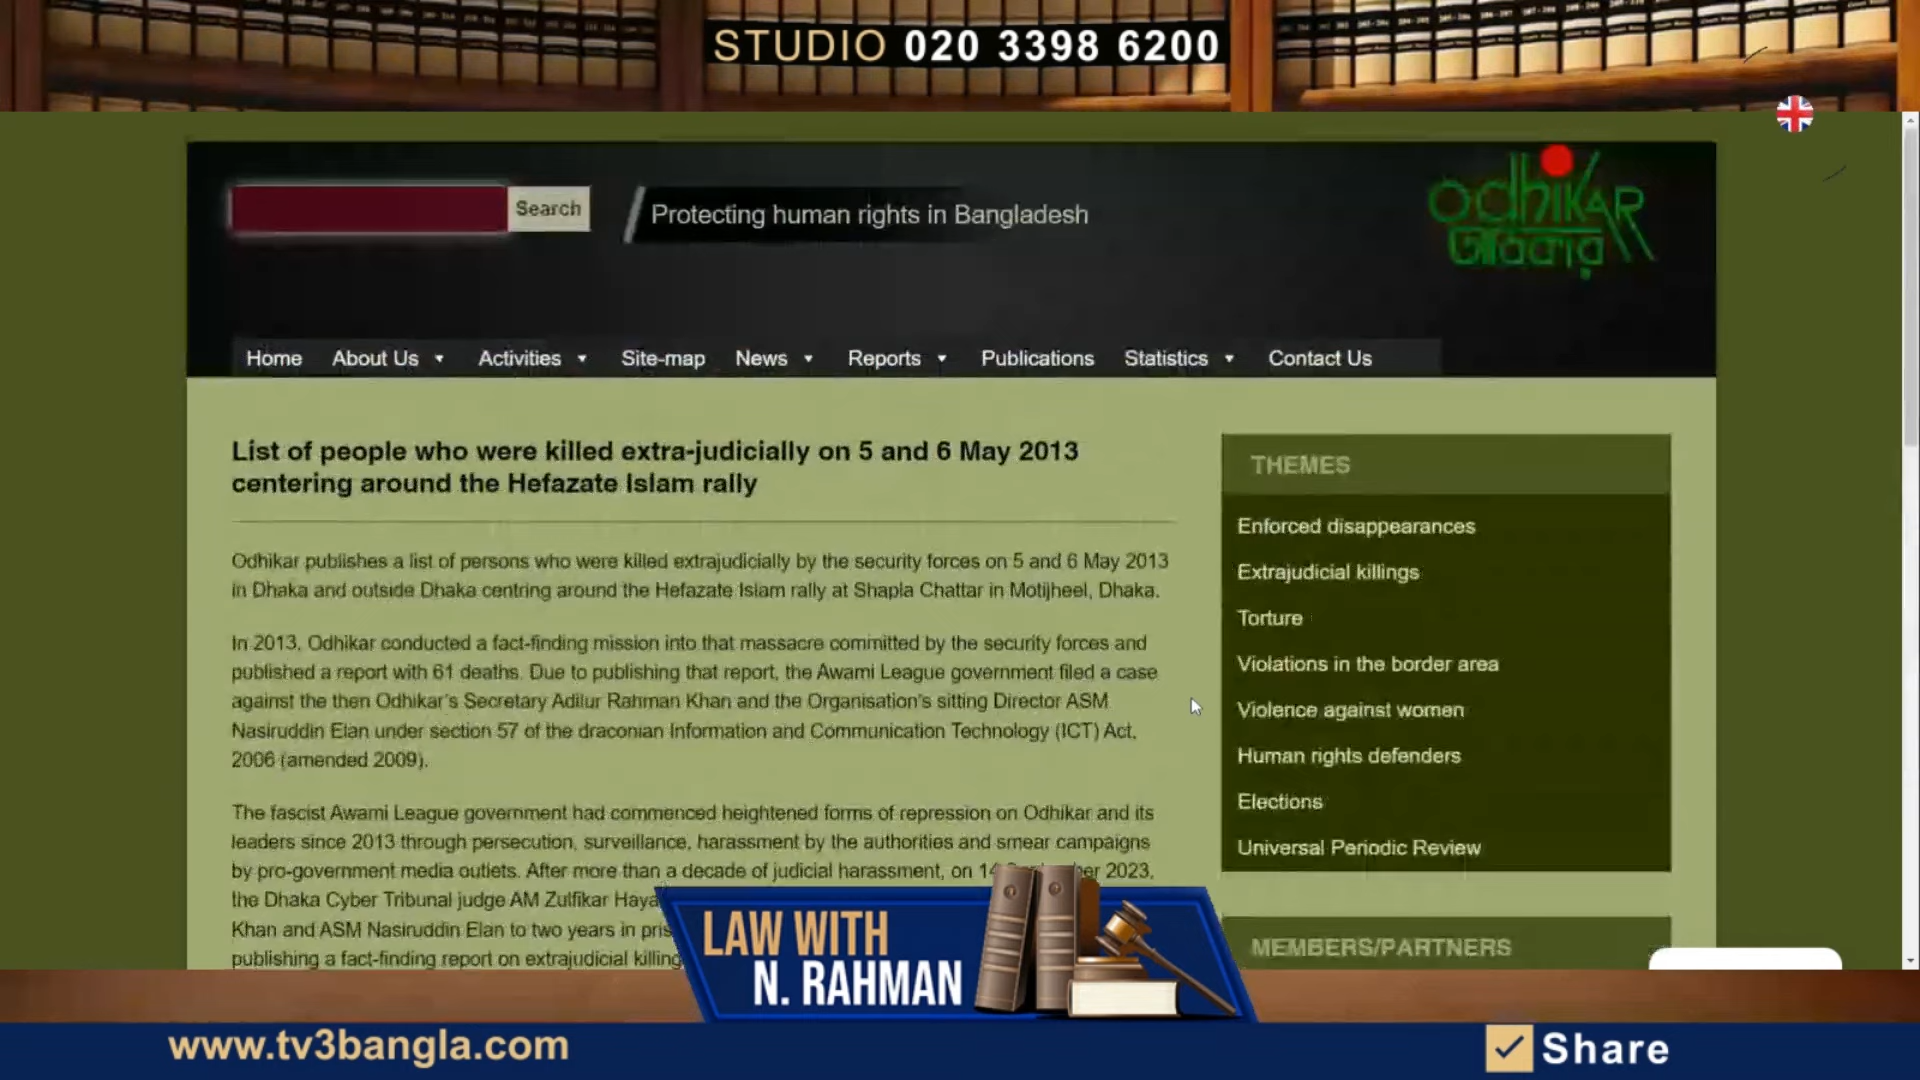 STUDIO 020 3398 6200
Search
Protecting human rights in Bangladesh
odhikar
অধিকার
Home About Us Activities Site-map News Reports Publications Statistics Contact Us
List of people who were killed extra-judicially on 5 and 6 May 2013
centering around the Hefazate Islam rally
Odhikar publishes a list of persons who were killed extrajudicially by the security forces on 5 and 6 May 2013
in Dhaka and outside Dhaka centring around the Hefazate Islam rally at Shapla Chattar in Motijheel, Dhaka.
In 2013, Odhikar conducted a fact-finding mission into that massacre committed by the security forces and
published a report with 61 deaths. Due to publishing that report, the Awami League government filed a case
against the then Odhikar's Secretary Adilur Rahman Khan and the Organisation's sitting Director ASM
Nasiruddin Elan under section 57 of the draconian Information and Communication Technology (ICT) Act,
2006 (amended 2009).
The fascist Awami League government had commenced heightened forms of repression on Odhikar and its
leaders since 2013 through persecution, surveillance, harassment by the authorities and smear campaigns
by pro-government media outlets. After more than a decade of judicial harassment, on 14 2023,
the Dhaka Cyber Tribunal judge AM Zulfikar
Khan and ASM Nasiruddin Elan to two years in
publishing a fact-finding report on extrajudicial
THEMES
Enforced disappearances
Extrajudicial killings
Torture
Violations in the border area
Violence against women
Human rights defenders
Elections
Universal Periodic Review
MEMBERS/PARTNERS
LAW WITH
N. RAHMAN
www.tv3bangla.com
Share